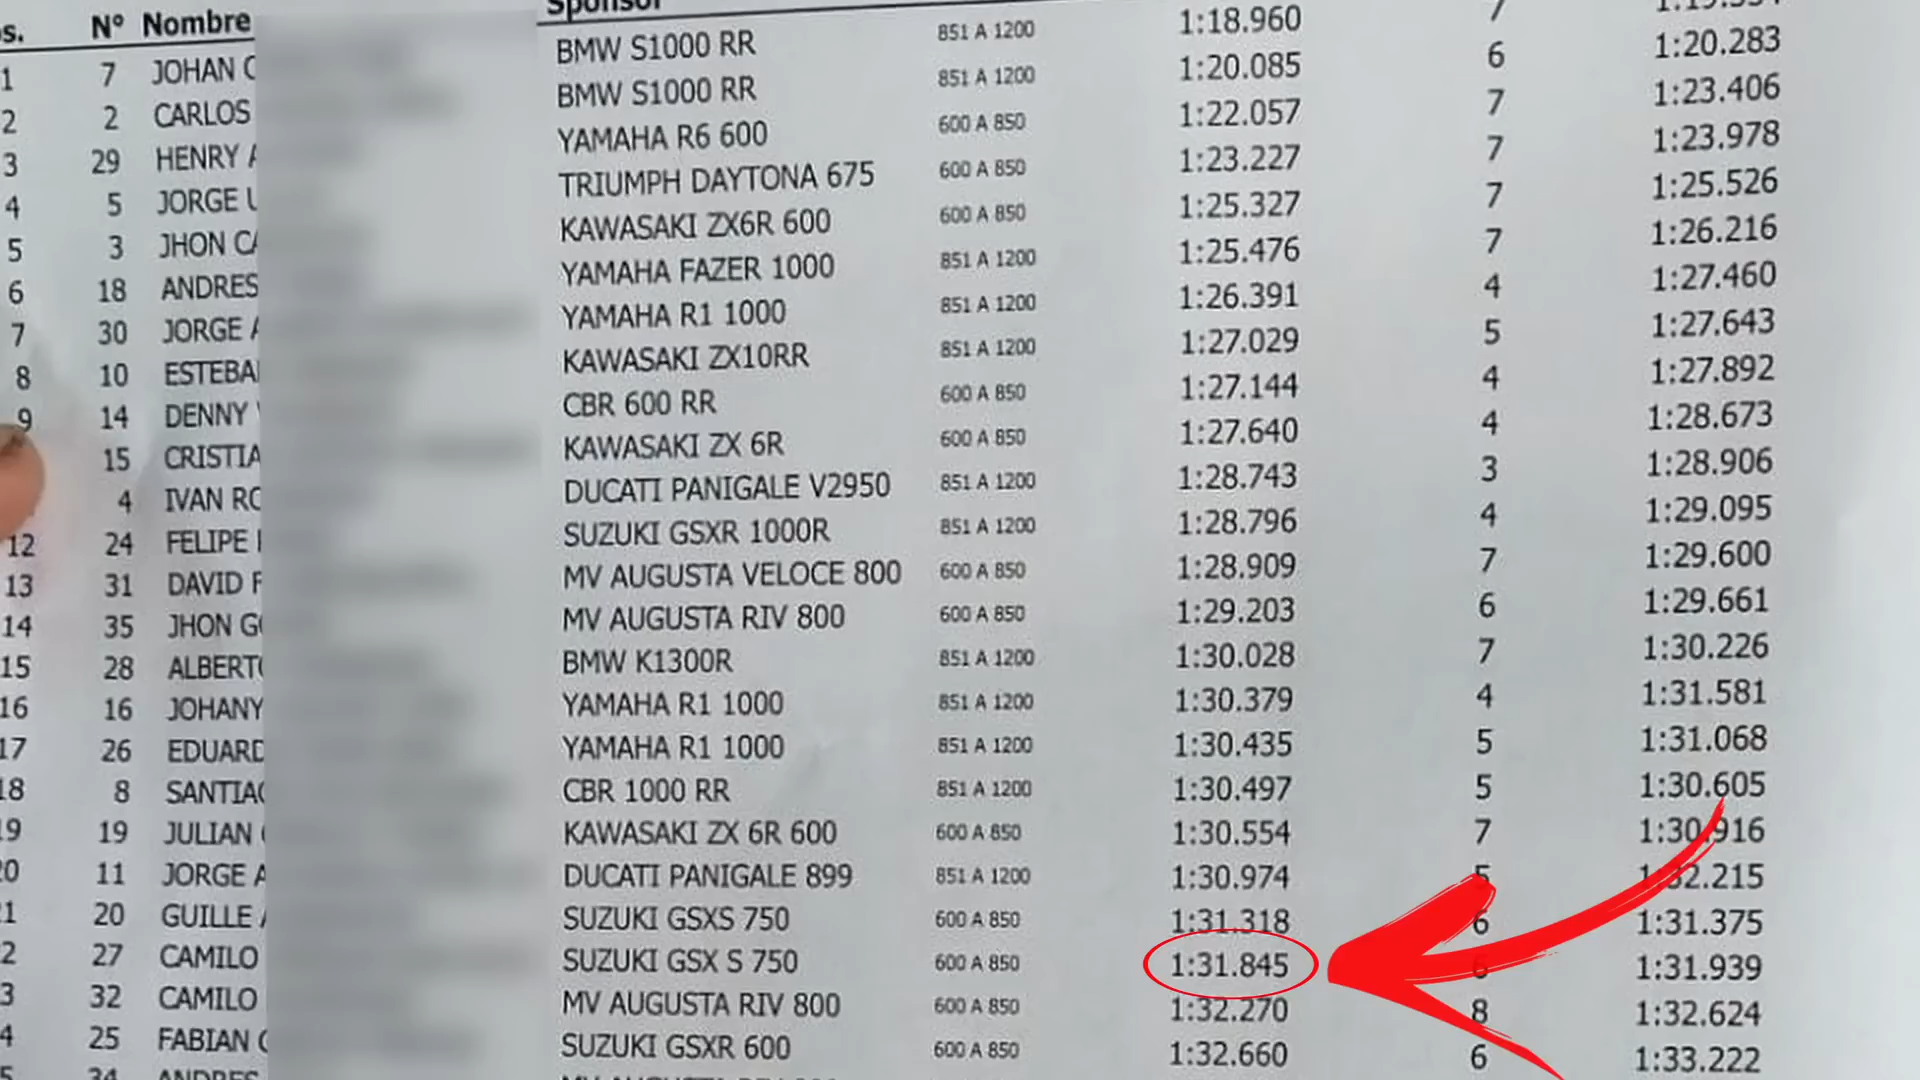 s. Nº Nombre Sponsor
1 7 JOHAN C BMW S1000 RR 851 A 1200 1:18.960 7
2 2 CARLOS BMW S1000 RR 851 A 1200 1:20.085 6 1:20.283
3 29 HENRY A YAMAHA R6 600 600 A 850 1:22.057 7 1:23.406
4 5 JORGE TRIUMPH DAYTONA 675 600 A 850 1:23.227 7 1:23.978
5 3 JHON CA KAWASAKI ZX6R 600 600 A 850 1:25.327 7 1:25.526
6 18 ANDRES YAMAHA FAZER 1000 851 A 1200 1:25.476 7 1:26.216
7 30 JORGE A YAMAHA R1 1000 851 A 1200 1:26.391 4 1:27.460
8 10 ESTEBA KAWASAKI ZX10RR 851 A 1200 1:27.029 5 1:27.643
9 14 DENNY CBR 600 RR 600 A 850 1:27.144 4 1:27.892
15 CRISTIA KAWASAKI ZX 6R 600 A 850 1:27.640 4 1:28.673
4 IVAN RO DUCATI PANIGALE V2950 851 A 1200 1:28.743 3 1:28.906
12 24 FELIPE SUZUKI GSXR 1000R 851 A 1200 1:28.796 4 1:29.095
13 31 DAVID F MV AUGUSTA VELOCE 800 600 A 850 1:28.909 7 1:29.600
14 35 JHON GO MV AUGUSTA RIV 800 600 A 850 1:29.203 6 1:29.661
15 28 ALBERTO BMW K1300R 851 A 1200 1:30.028 7 1:30.226
16 16 JOHANY YAMAHA R1 1000 851 A 1200 1:30.379 4 1:31.581
17 26 EDUARD YAMAHA R1 1000 851 A 1200 1:30.435 5 1:31.068
18 8 SANTIAG CBR 1000 RR 851 A 1200 1:30.497 5 1:30.605
19 19 JULIAN KAWASAKI ZX 6R 600 600 A 850 1:30.554 7 1:30.916
20 11 JORGE A DUCATI PANIGALE 899 851 A 1200 1:30.974 5 1:32.215
1 20 GUILLE SUZUKI GSXS 750 600 A 850 1:31.318 6 1:31.375
2 27 CAMILO SUZUKI GSX S 750 600 A 850 1:31.845 6 1:31.939
3 32 CAMILO MV AUGUSTA RIV 800 600 A 850 1:32.270 8 1:32.624
4 25 FABIAN SUZUKI GSXR 600 600 A 850 1:32.660 6 1:33.222
5 34 ANDRES